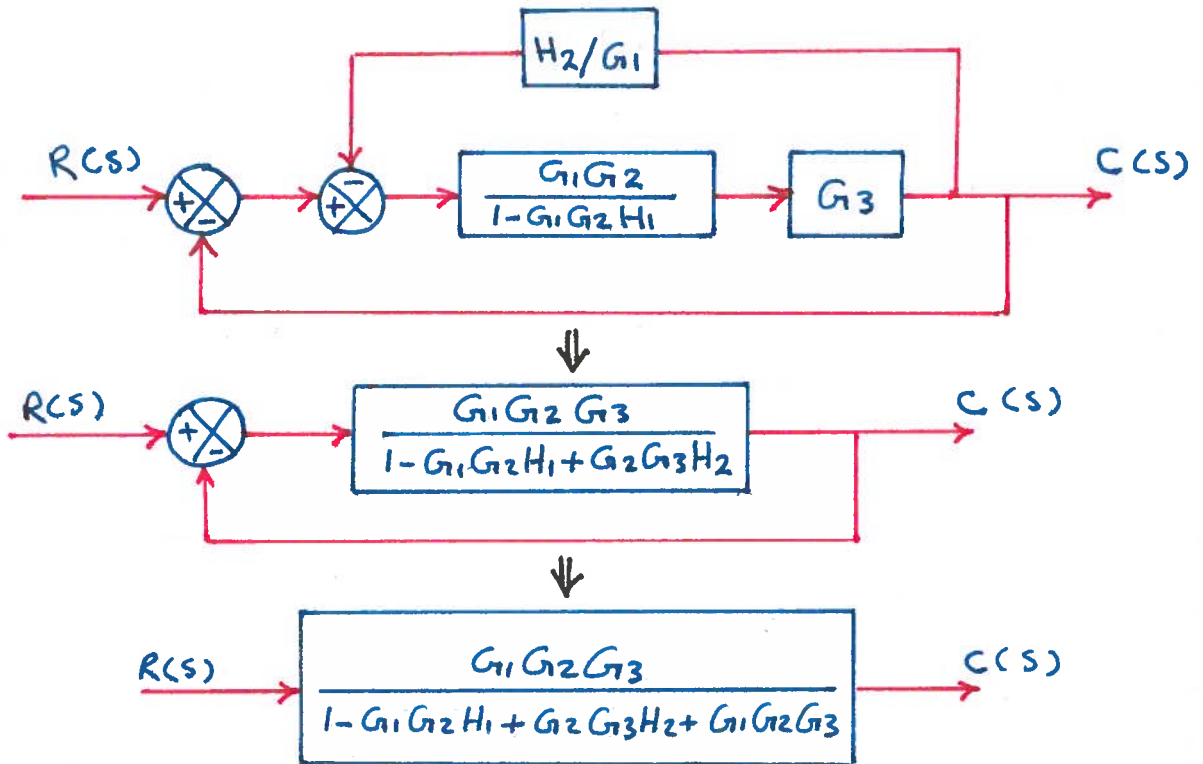 H2/G1
R(S)
G1G2
1-G1G2H1
G3
C(S)
+
-
+
-
⇓
R(S)
G1G2G3
1-G1G2H1+G2G3H2
C(S)
+
-
⇓
R(S)
G1G2G3
1-G1G2H1+G2G3H2+G1G2G3
C(S)